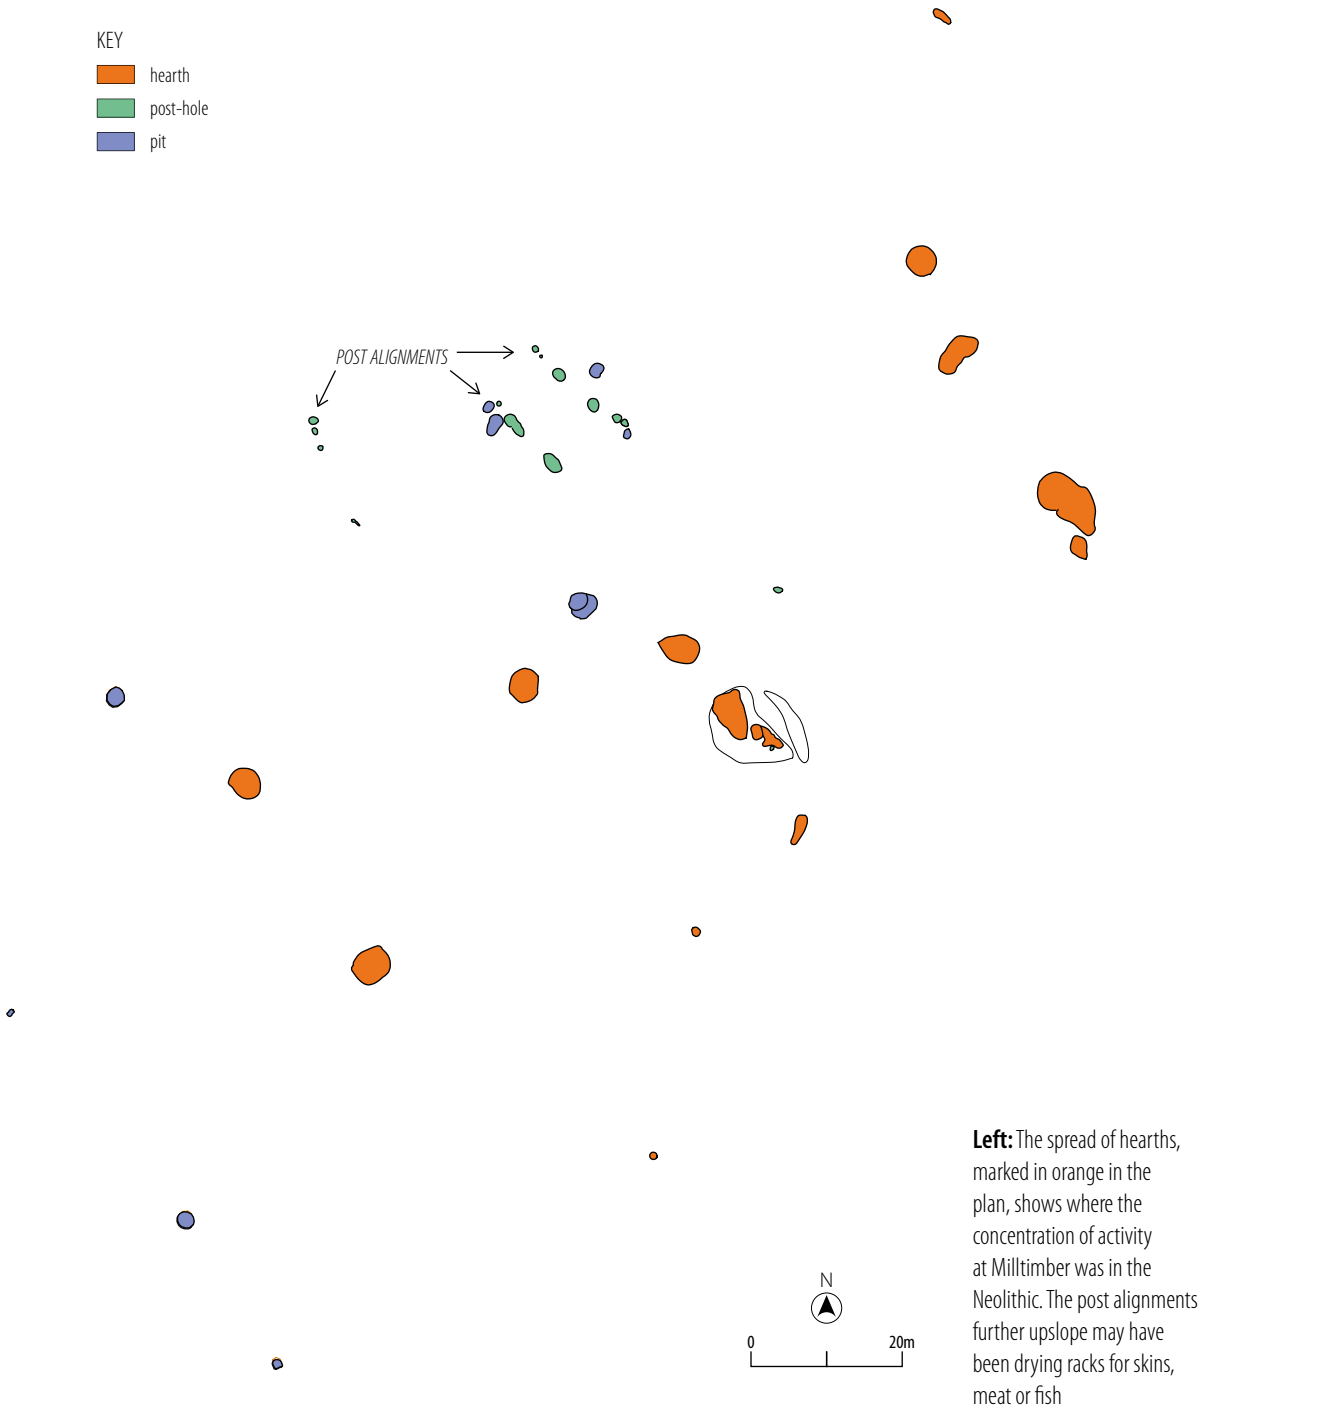 KEY
hearth
post-hole
pit
POST ALIGNMENTS
N
0 20m
Left: The spread of hearths,
marked in orange in the
plan, shows where the
concentration of activity
at Milltimber was in the
Neolithic. The post alignments
further upslope may have
been drying racks for skins,
meat or fish